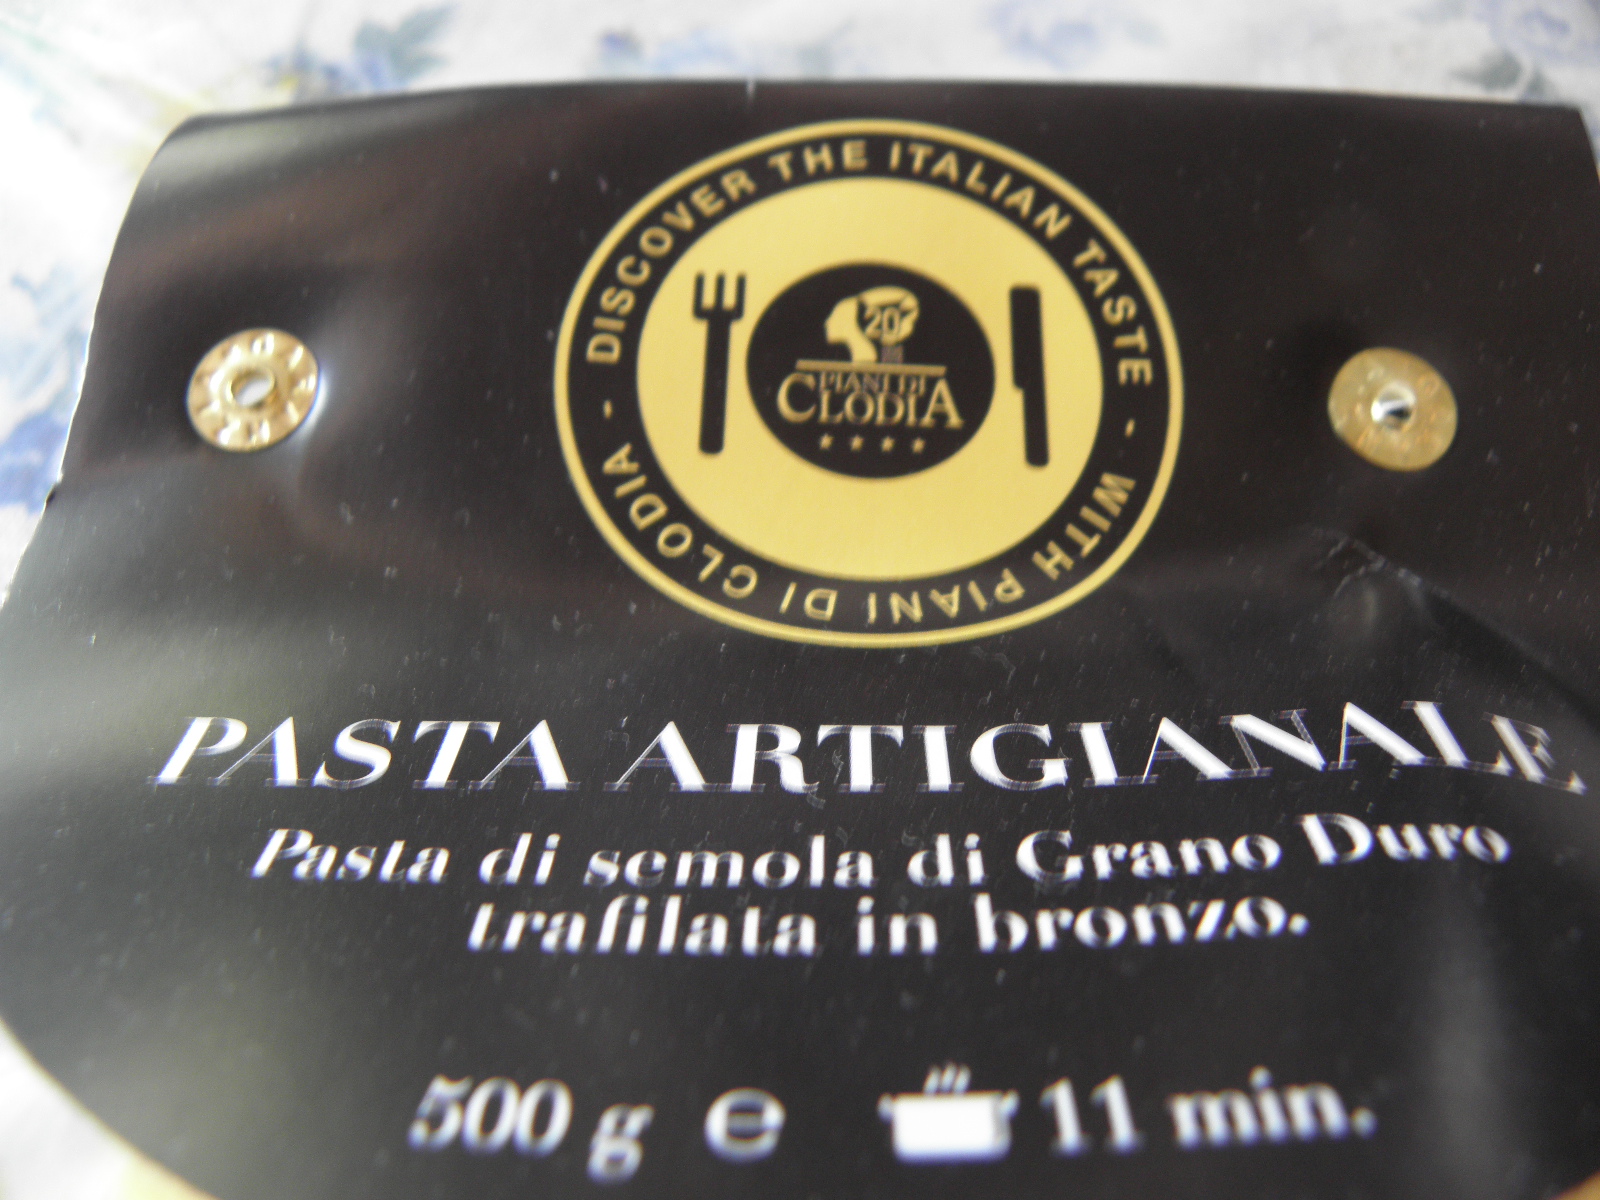 DISCOVER THE ITALIAN TASTE - WITH PIANI DI CLODIA -
20
PIANI DI
CLODIA
PASTA ARTIGIANALE
Pasta di semola di Grano Duro
trafilata in bronzo.
500 g ℮ 11 min.